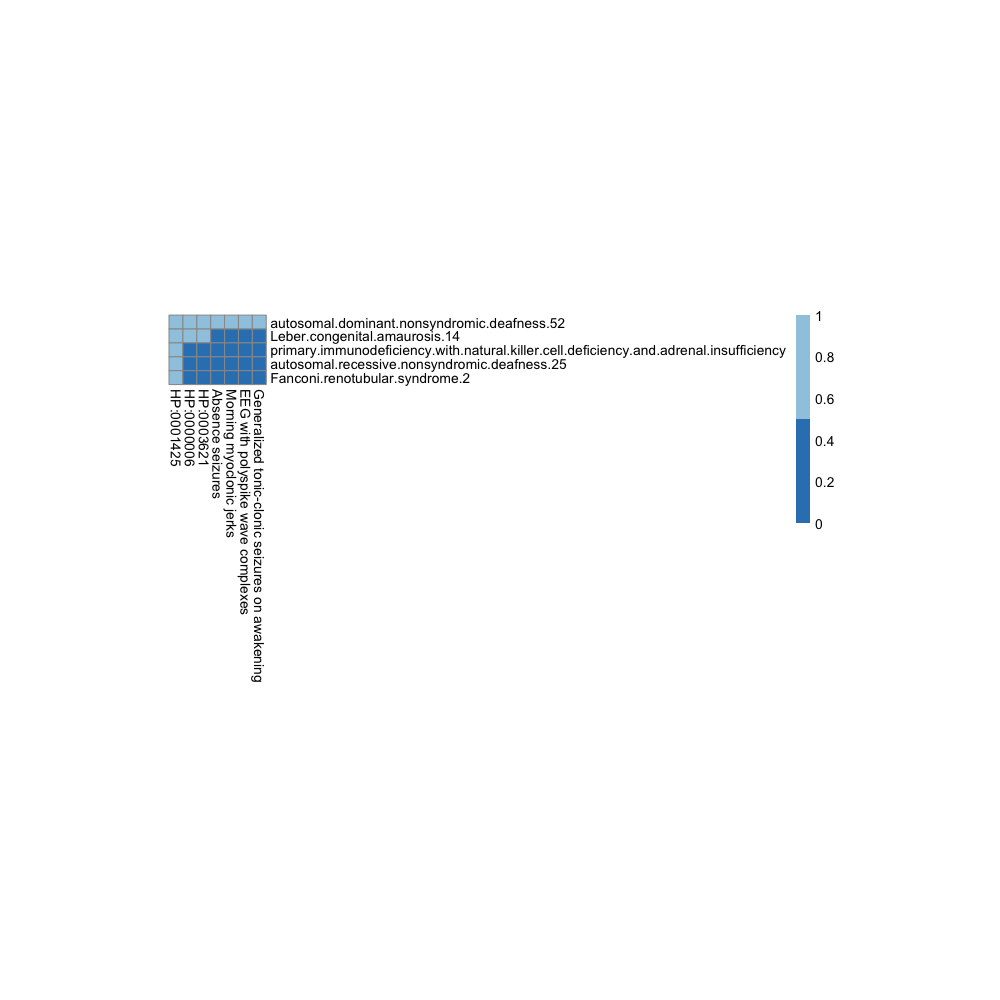 autosomal.dominant.nonsyndromic.deafness.52
Leber.congenital.amaurosis.14
primary.immunodeficiency.with.natural.killer.cell.deficiency.and.adrenal.insufficiency
autosomal.recessive.nonsyndromic.deafness.25
Fanconi.renotubular.syndrome.2
HP:0001425
HP:0000006
HP:0003621
Absence seizures
Morning myoclonic jerks
EEG with polyspike wave complexes
Generalized tonic-clonic seizures on awakening
1
0.8
0.6
0.4
0.2
0